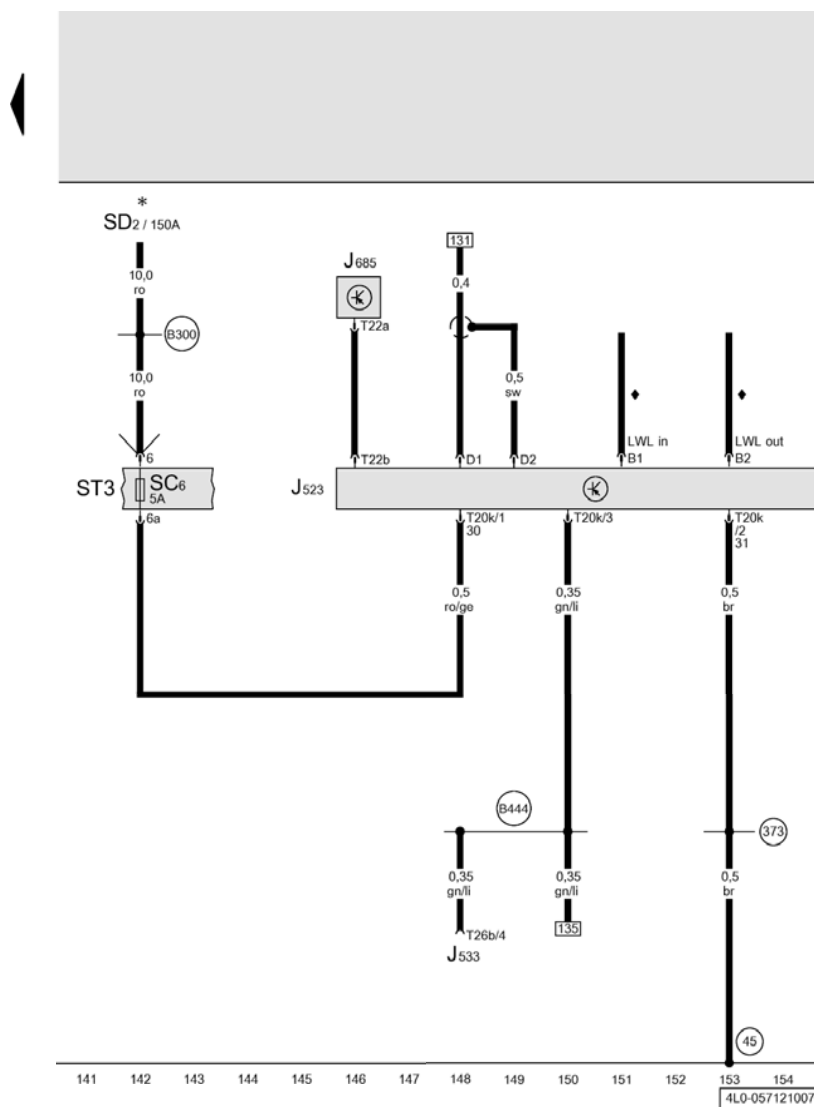 *
SD2 / 150A
131
J685
10,0
ro
0,4
T22a
B300
10,0
ro
0,5
sw
LWL in
LWL out
6
T22b
D1
D2
B1
B2
ST3
SC6
5A
J523
6a
T20k/1
30
T20k/3
T20k
/2
31
0,5
ro/ge
0,35
gn/li
0,5
br
B444
373
0,35
gn/li
0,35
gn/li
0,5
br
T26b/4
135
J533
45
141 142 143 144 145 146 147 148 149 150 151 152 153 154
4L0-057121007